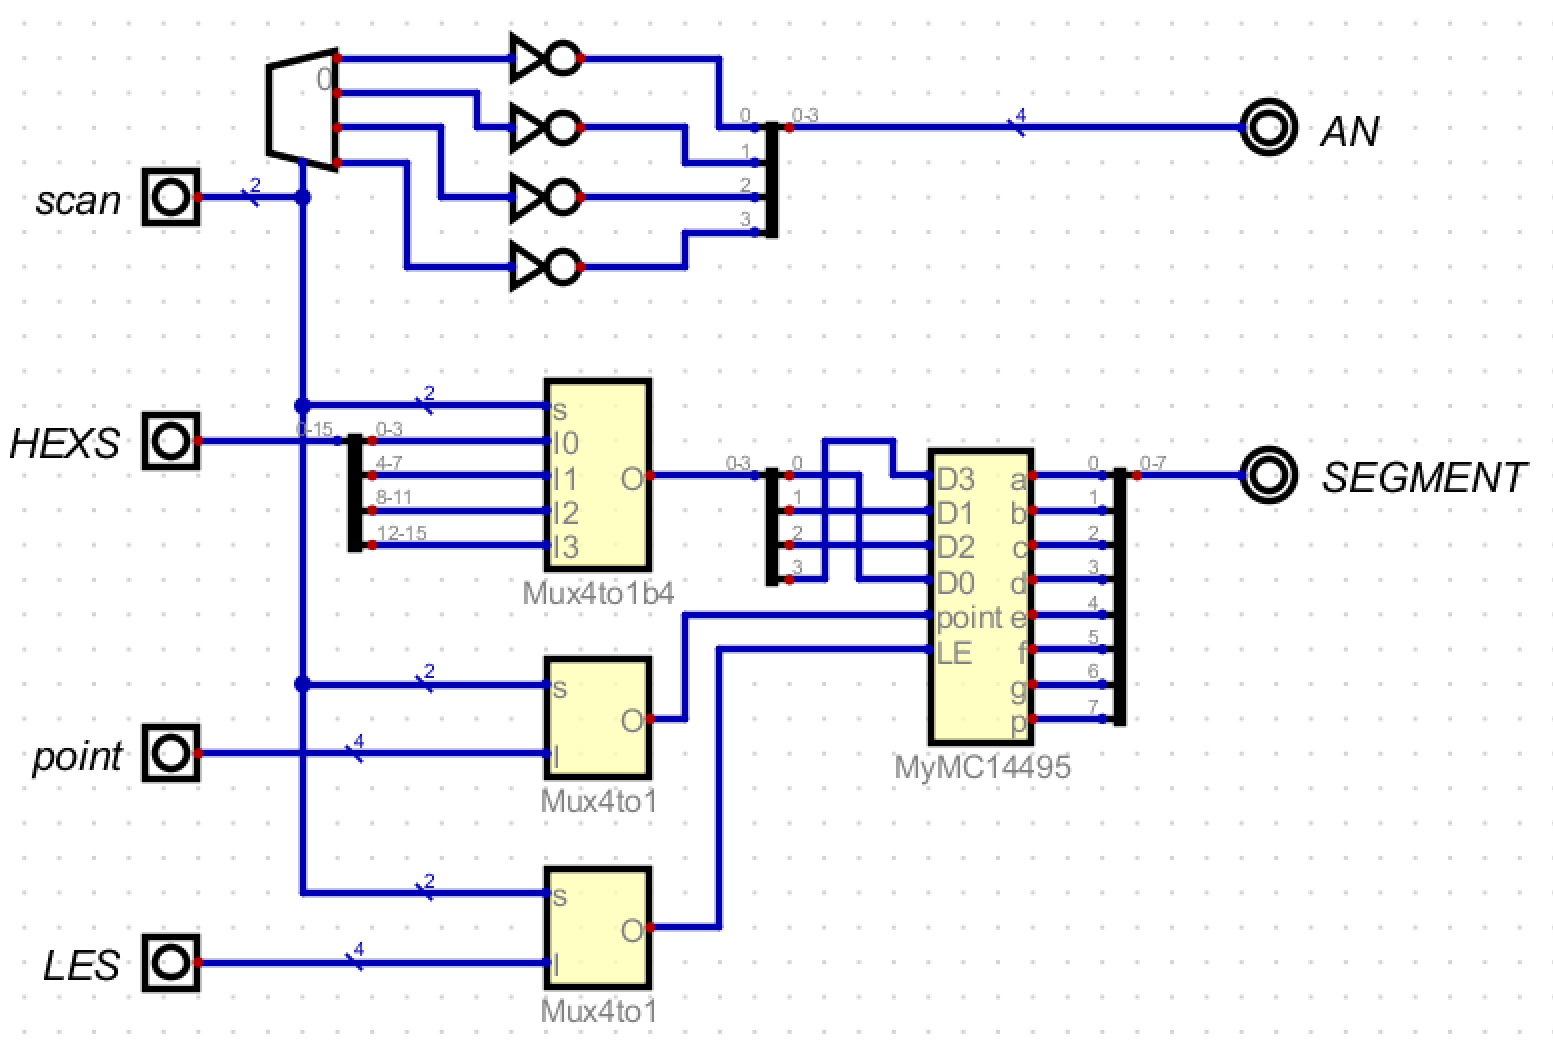 0
0
0-3
4
AN
1
2
scan
2
3
HEXS
0-15
0-3
4-7
8-11
12-15
2
s
I0
I1
I2
I3
O
Mux4to1b4
0-3
0
1
2
3
D3
D1
D2
D0
point
LE
a
b
c
d
e
f
g
p
MyMC14495
0
1
2
3
4
5
6
7
0-7
SEGMENT
point
2
4
s
I
O
Mux4to1
LES
2
4
s
I
O
Mux4to1